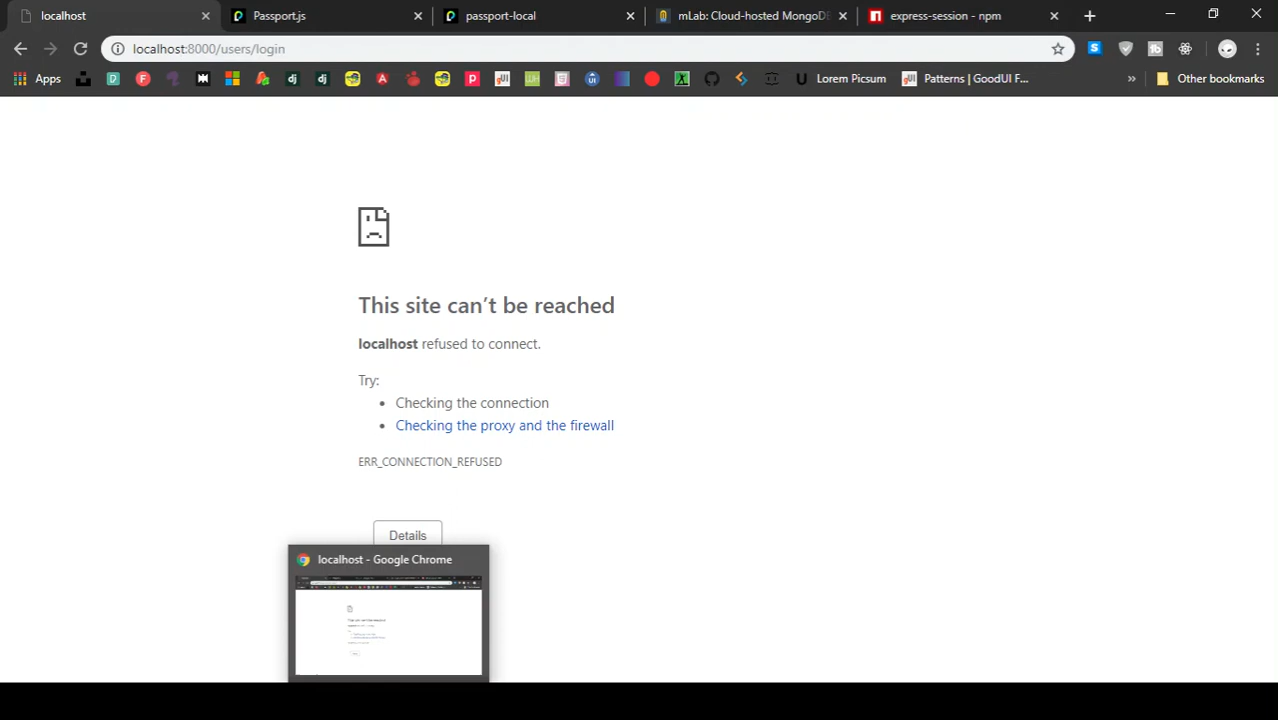 localhost
Passport.js
passport-local
mLab: Cloud-hosted MongoDB
express-session - npm
localhost:8000/users/login
Apps
Lorem Picsum
Patterns | GoodUI F...
»
Other bookmarks
This site can't be reached
localhost refused to connect.
Try:
• Checking the connection
• Checking the proxy and the firewall
ERR_CONNECTION_REFUSED
Details
localhost - Google Chrome